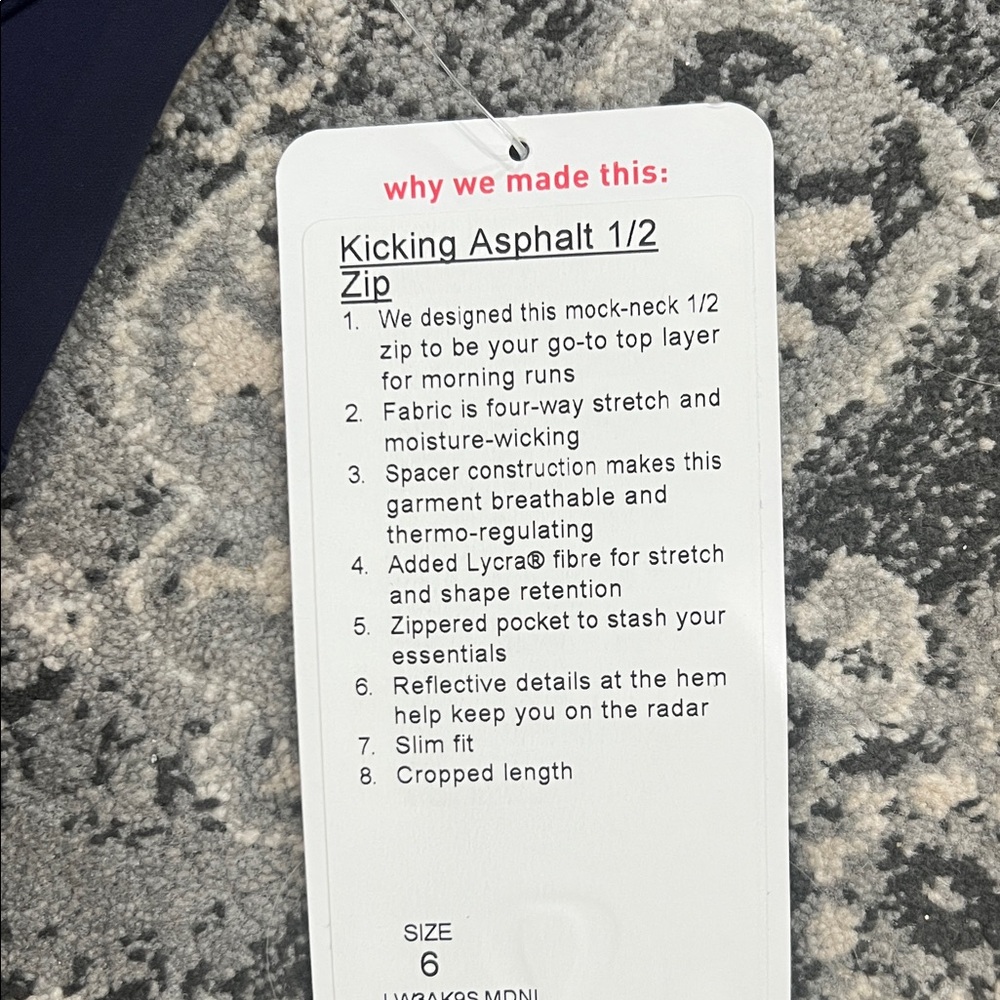 why we made this:
Kicking Asphalt 1/2
Zip
1. We designed this mock-neck 1/2
zip to be your go-to top layer
for morning runs
2. Fabric is four-way stretch and
moisture-wicking
3. Spacer construction makes this
garment breathable and
thermo-regulating
4. Added Lycra® fibre for stretch
and shape retention
5. Zippered pocket to stash your
essentials
6. Reflective details at the hem
help keep you on the radar
7. Slim fit
8. Cropped length
SIZE
6